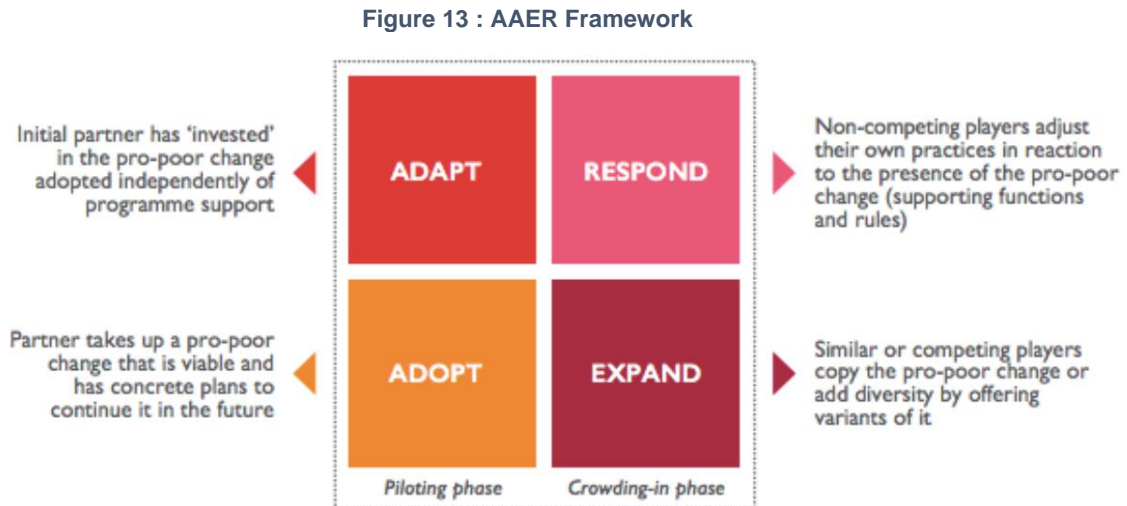 Figure 13 : AAER Framework
Initial partner has ‘invested’
in the pro-poor change
adopted independently of
programme support
ADAPT
RESPOND
Non-competing players adjust
their own practices in reaction
to the presence of the pro-poor
change (supporting functions
and rules)
Partner takes up a pro-poor
change that is viable and
has concrete plans to
continue it in the future
ADOPT
EXPAND
Similar or competing players
copy the pro-poor change or
add diversity by offering
variants of it
Piloting phase
Crowding-in phase